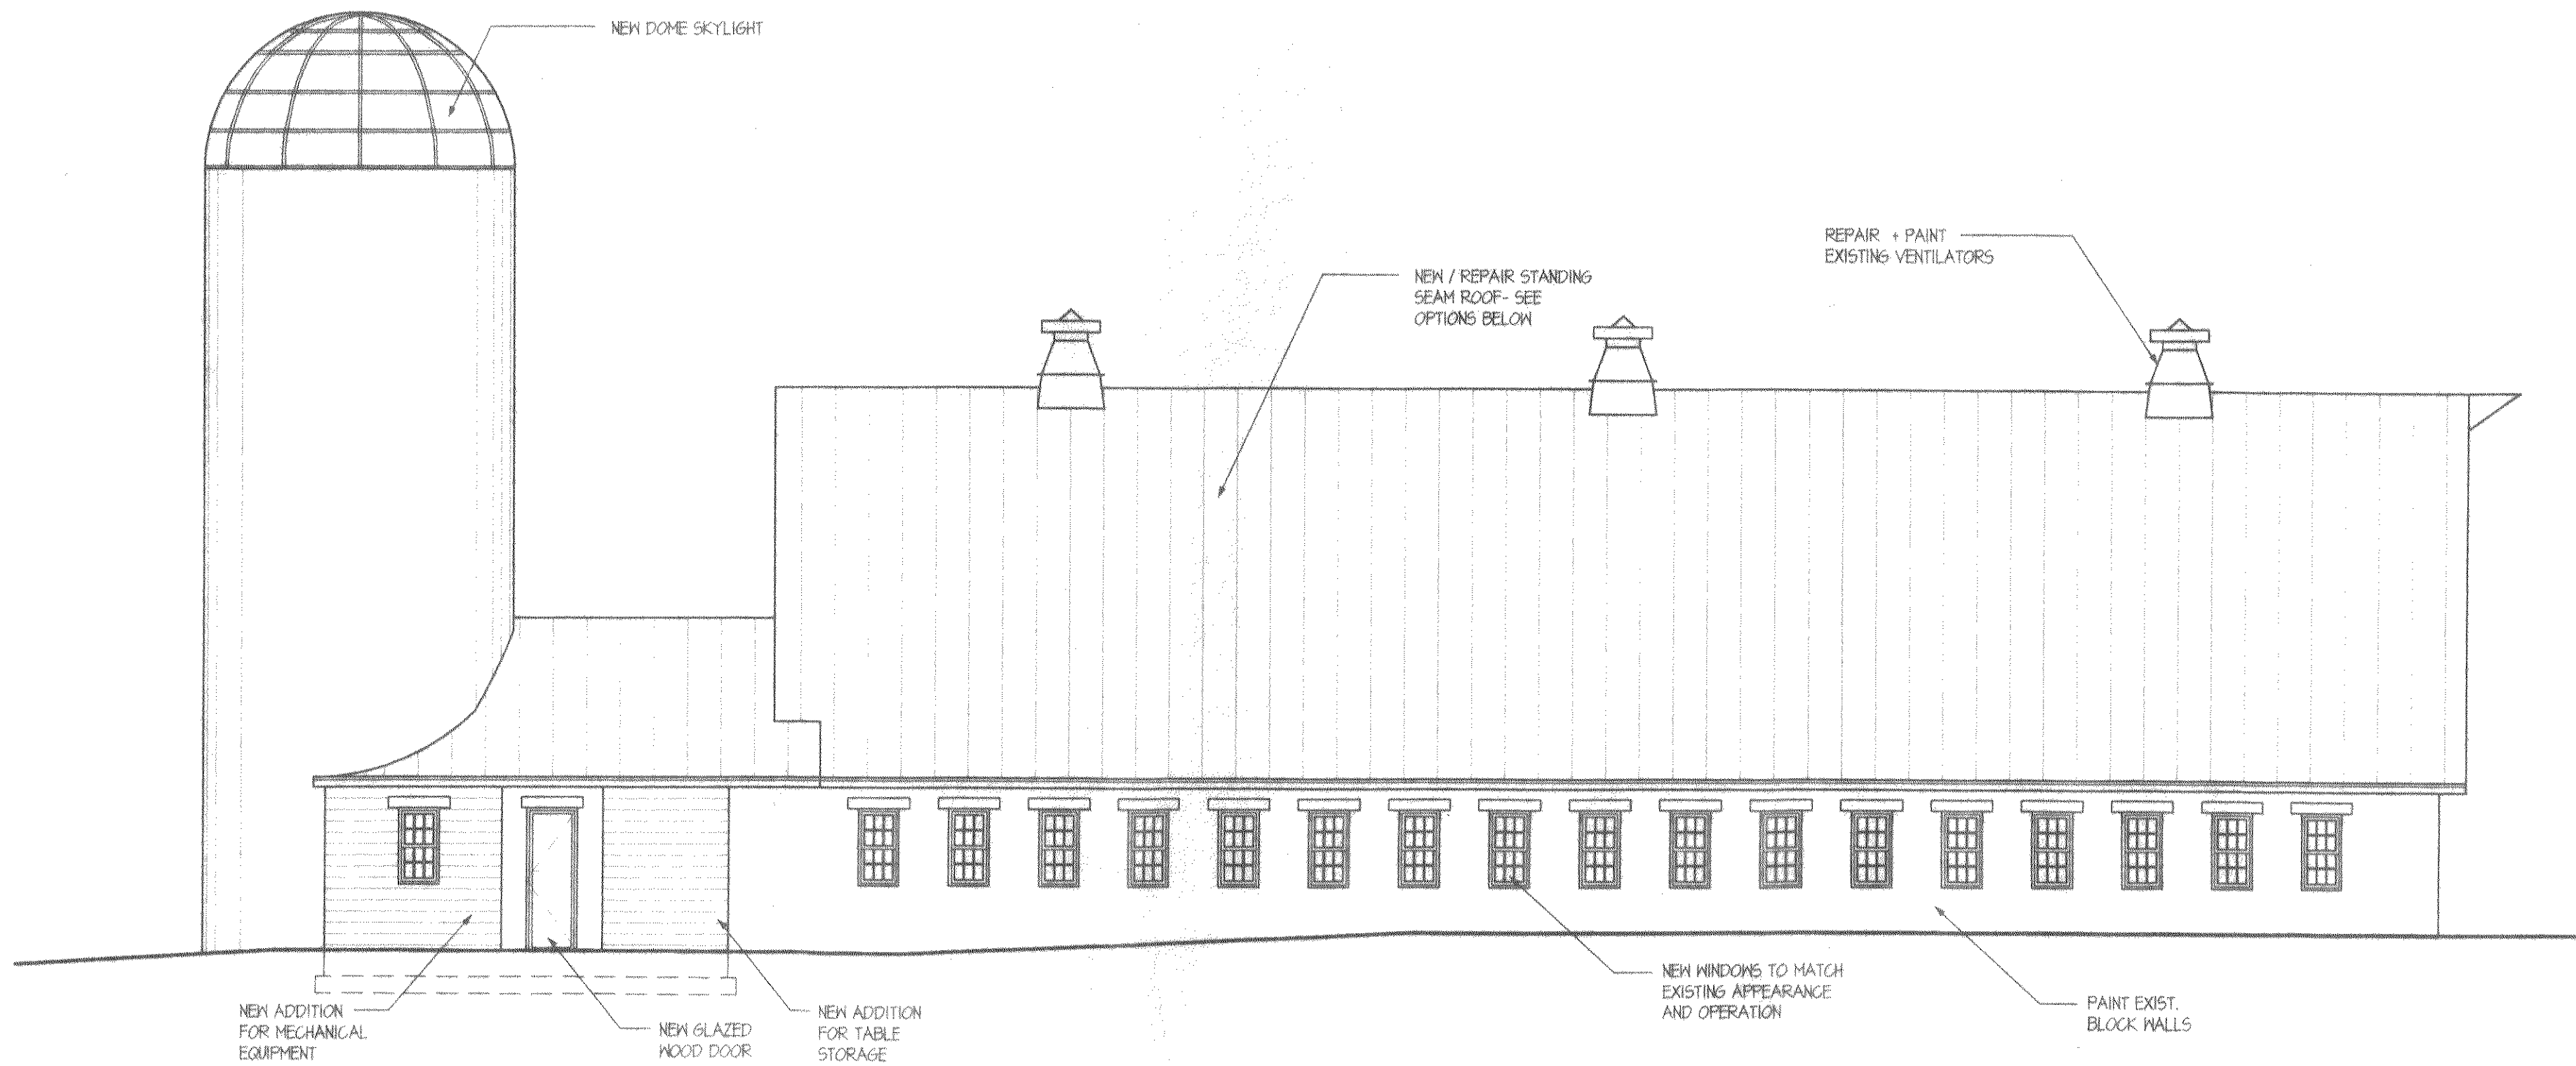 NEW DOME SKYLIGHT
REPAIR + PAINT
EXISTING VENTILATORS
NEW / REPAIR STANDING
SEAM ROOF- SEE
OPTIONS BELOW
NEW ADDITION
FOR MECHANICAL
EQUIPMENT
NEW GLAZED
WOOD DOOR
NEW ADDITION
FOR TABLE
STORAGE
NEW WINDOWS TO MATCH
EXISTING APPEARANCE
AND OPERATION
PAINT EXIST.
BLOCK WALLS